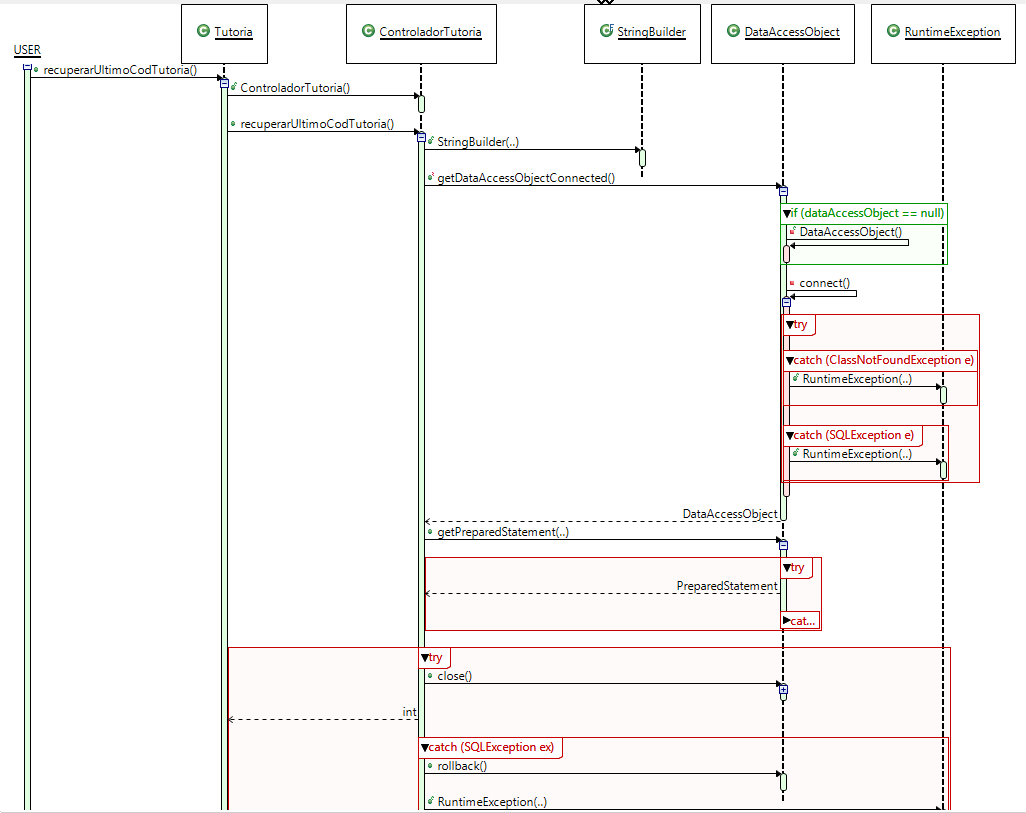 Tutoria
ControladorTutoria
StringBuilder
DataAccessObject
RuntimeException
USER
recuperarUltimoCodTutoria()
ControladorTutoria()
recuperarUltimoCodTutoria()
StringBuilder(..)
getDataAccessObjectConnected()
if (dataAccessObject == null)
DataAccessObject()
connect()
try
catch (ClassNotFoundException e)
RuntimeException(..)
catch (SQLException e)
RuntimeException(..)
DataAccessObject
getPreparedStatement(..)
try
PreparedStatement
cat...
try
close()
int
catch (SQLException ex)
rollback()
RuntimeException(..)